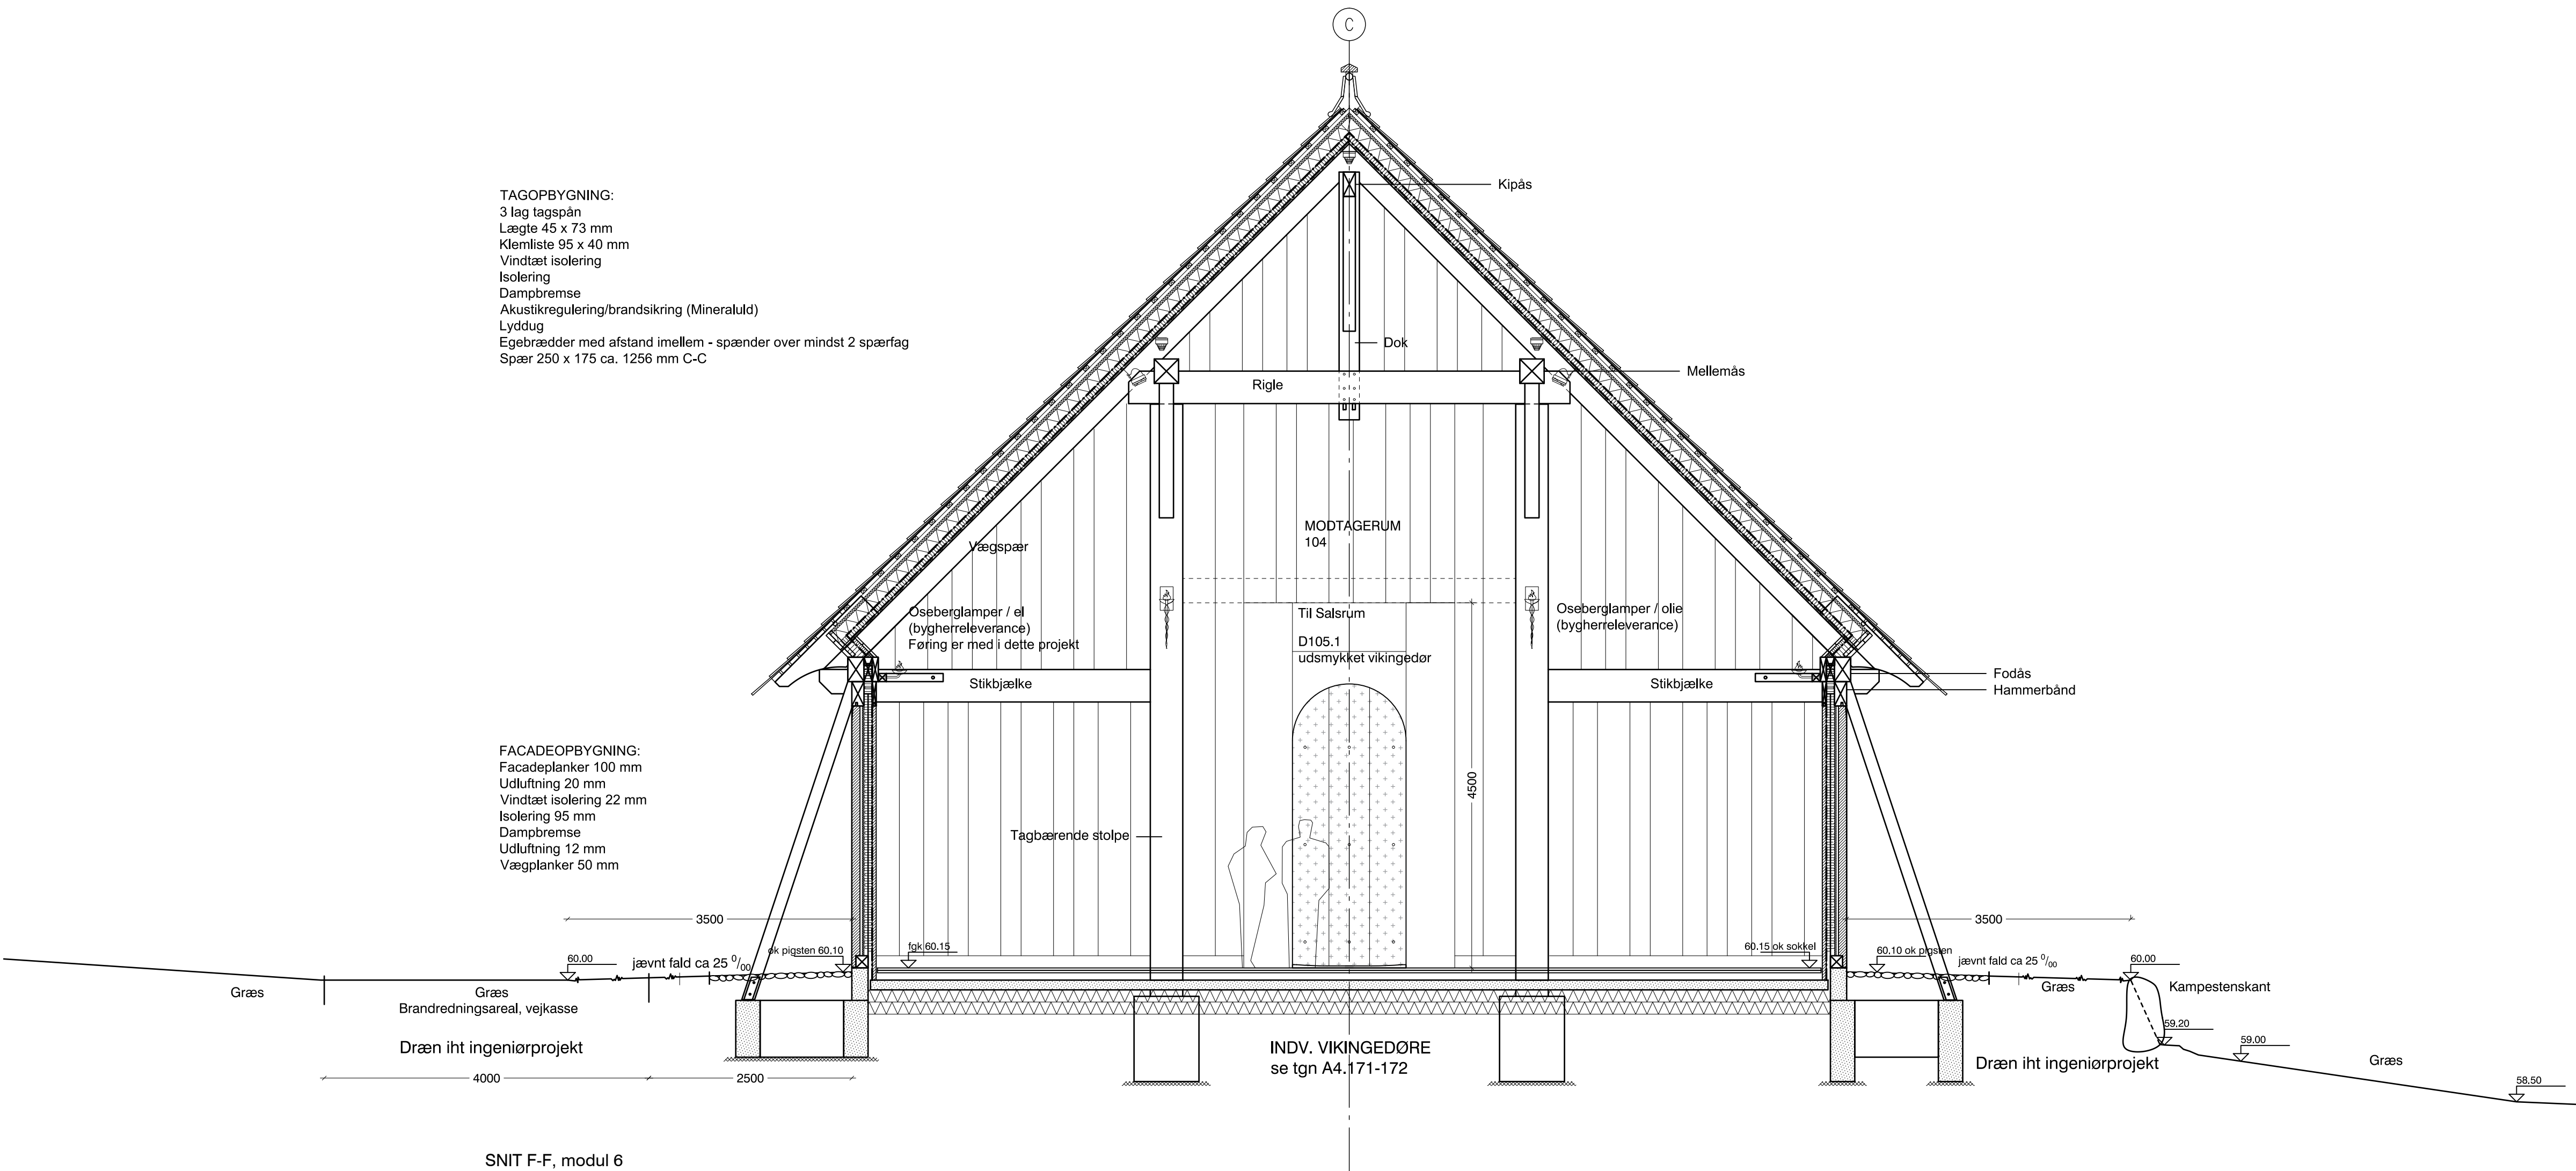 C
TAGOPBYGNING:
3 lag tagspån
Lægte 45 x 73 mm
Klemliste 95 x 40 mm
Vindtæt isolering
Isolering
Dampbremse
Akustikregulering/brandsikring (Mineraluld)
Lyddug
Egebrædder med afstand imellem - spænder over mindst 2 spærfag
Spær 250 x 175 ca. 1256 mm C-C
Kipås
Dok
Mellemås
Rigle
MODTAGERUM
104
Vægspær
Oseberglamper / el
(bygherreleverance)
Føring er med i dette projekt
Til Salsrum
D105.1
udsmykket vikingedør
Oseberglamper / olie
(bygherreleverance)
Stikbjælke
Stikbjælke
Fodås
Hammerbånd
FACADEOPBYGNING:
Facadeplanker 100 mm
Udluftning 20 mm
Vindtæt isolering 22 mm
Isolering 95 mm
Dampbremse
Udluftning 12 mm
Vægplanker 50 mm
4500
Tagbærende stolpe
3500
3500
øk pigsten 60.10
fgk 60.15
60.15 ok sokkel
60.10 ok pigsten
60.00
jævnt fald ca 25 0/00
jævnt fald ca 25 0/00
60.00
Græs
Græs
Brandredningsareal, vejkasse
Græs
Kampestenskant
59.20
59.00
Græs
58.50
Dræn iht ingeniørprojekt
INDV. VIKINGEDØRE
se tgn A4.171-172
Dræn iht ingeniørprojekt
4000
2500
SNIT F-F, modul 6